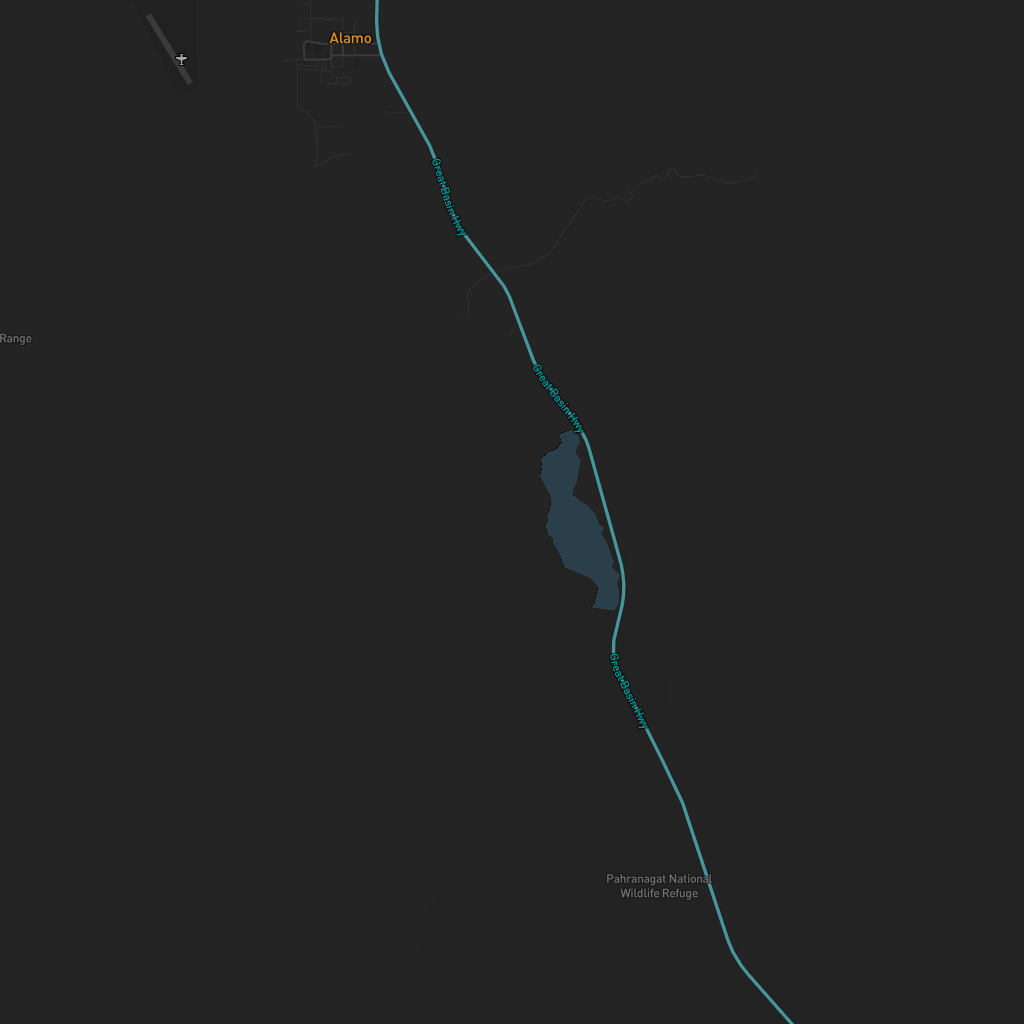 Alamo
Great Basin Hwy
Range
Great Basin Hwy
Great Basin Hwy
Pahranagat National
Wildlife Refuge